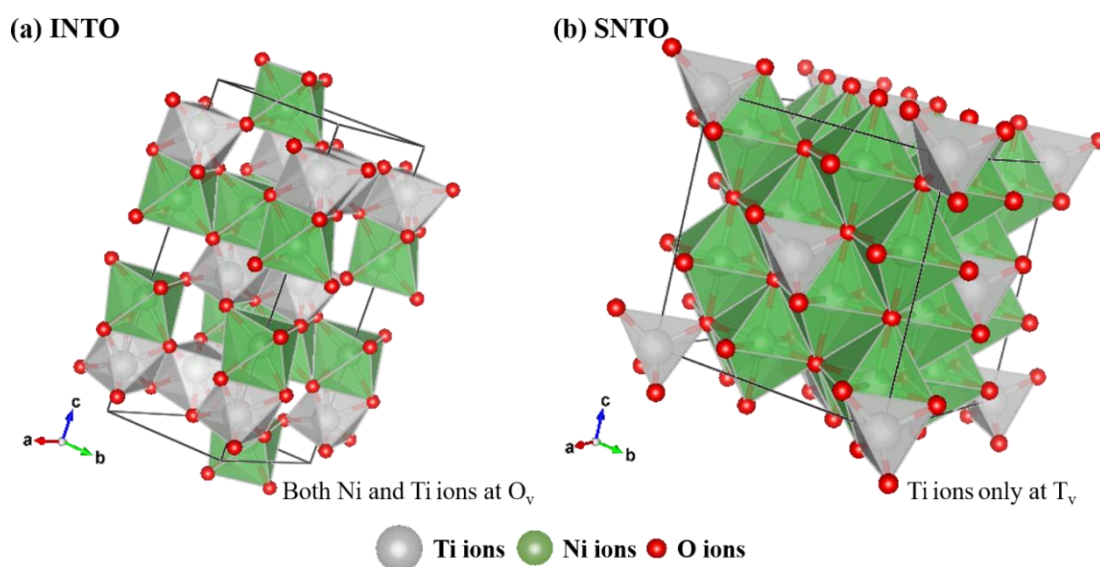 (a) INTO
(b) SNTO
c
a
b
Both Ni and Ti ions at Ov
c
a
b
Ti ions only at Tv
Ti ions Ni ions O ions